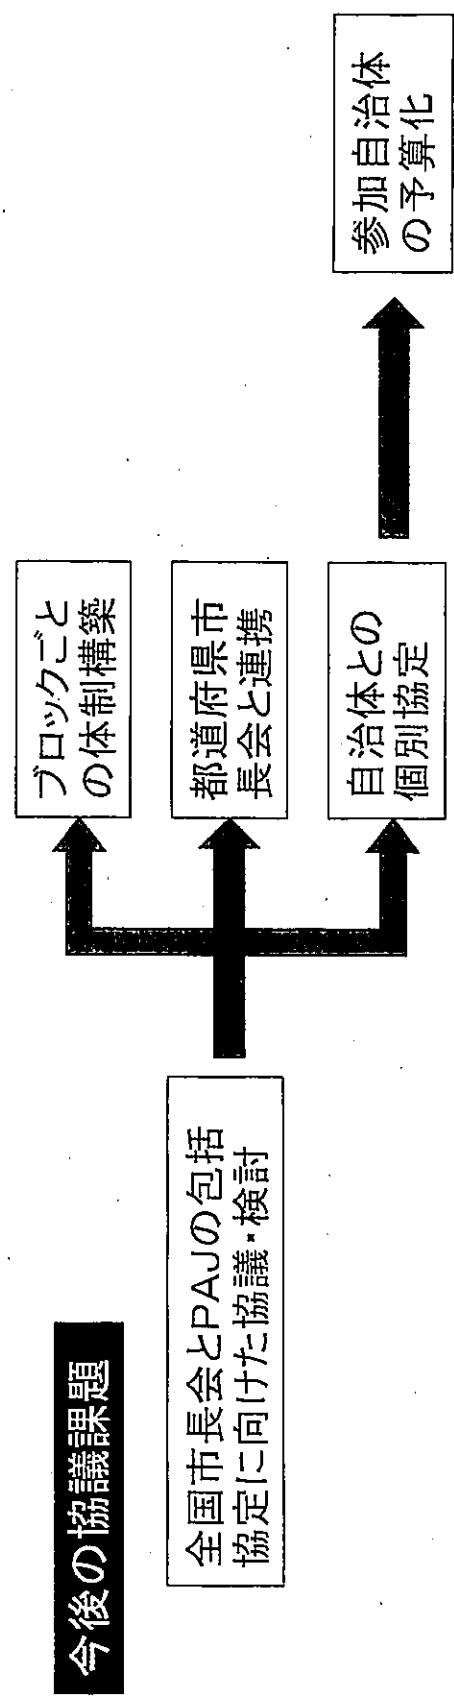 今後の協議課題
全国市長会とPAJの包括
協定に向けた協議・検討
ブロックごと
の体制構築
都道府県市
長会と連携
自治体との
個別協定
参加自治体
の予算化